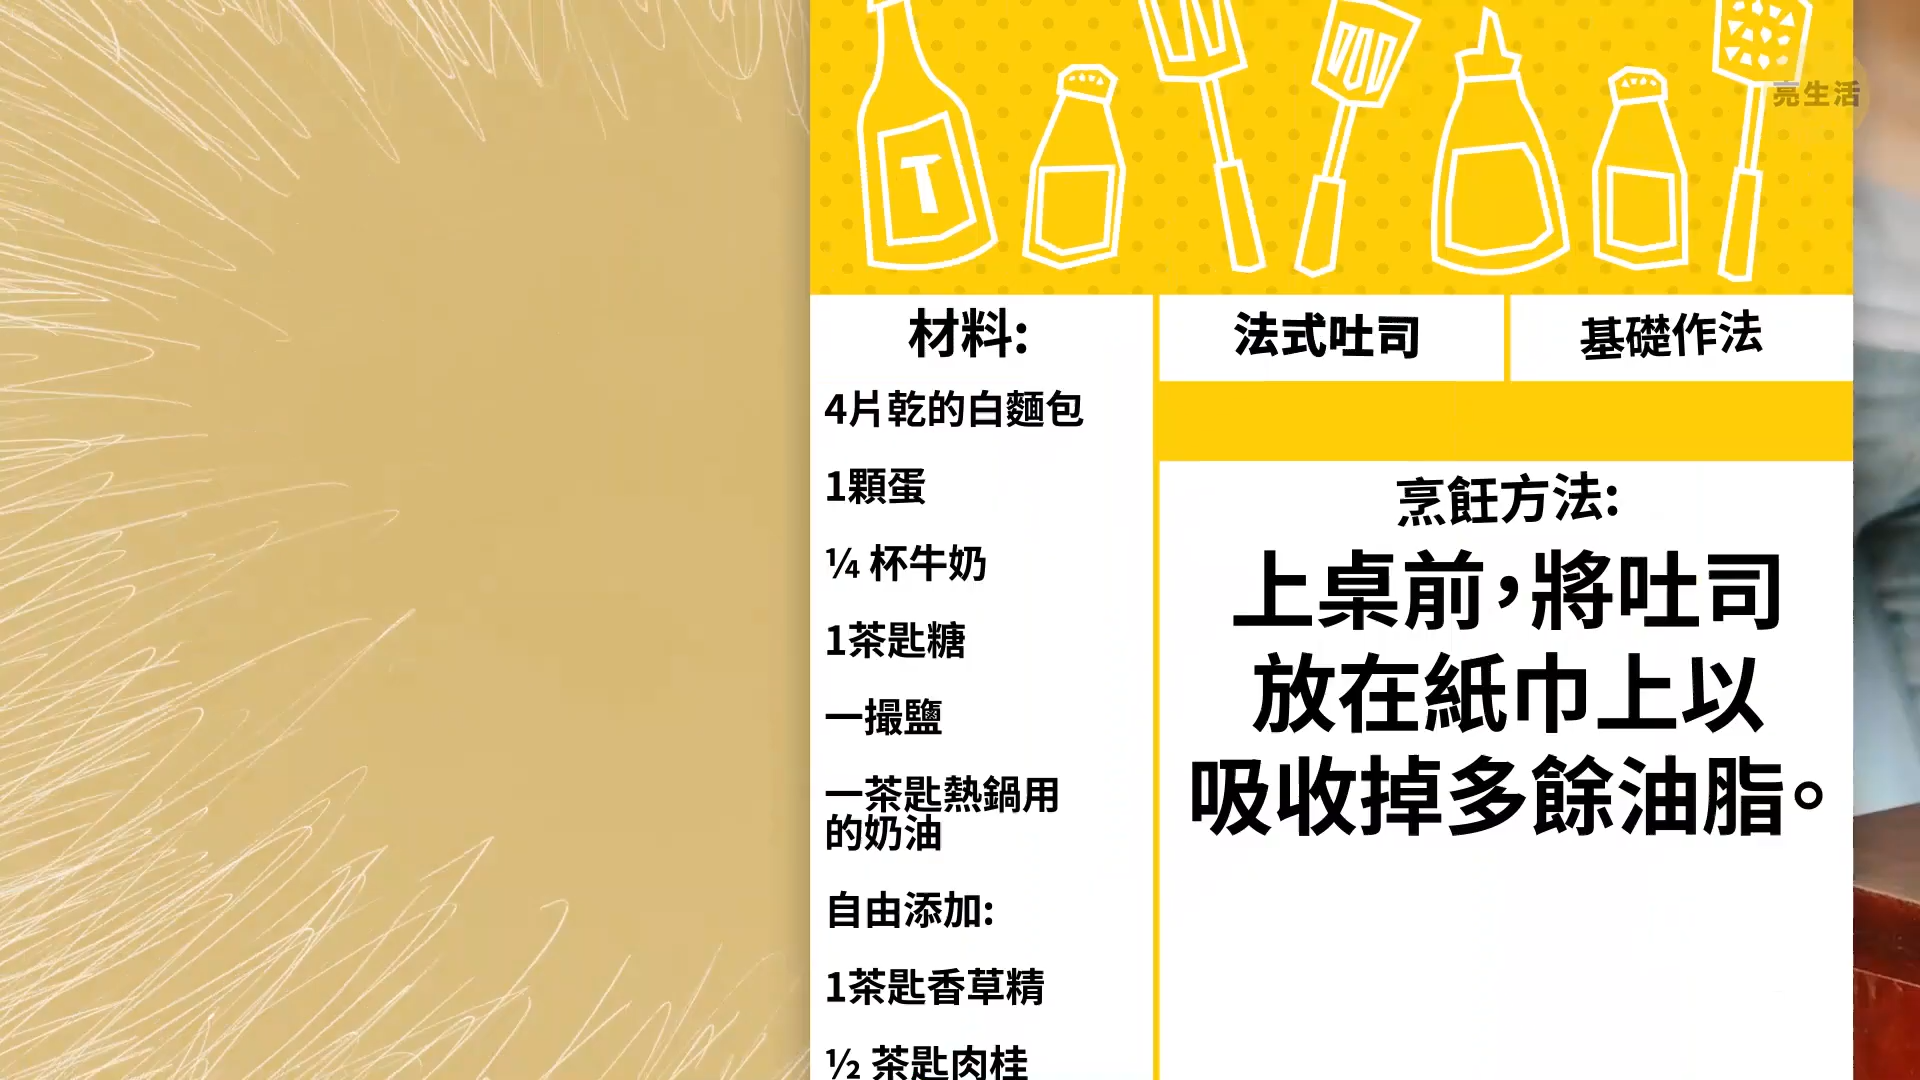 亮生活
T
材料:
4片乾的白麵包
1顆蛋
¼ 杯牛奶
1茶匙糖
一撮鹽
一茶匙熱鍋用
的奶油
自由添加:
1茶匙香草精
½ 茶匙肉桂
法式吐司
基礎作法
烹飪方法:
上桌前，將吐司
放在紙巾上以
吸收掉多餘油脂。